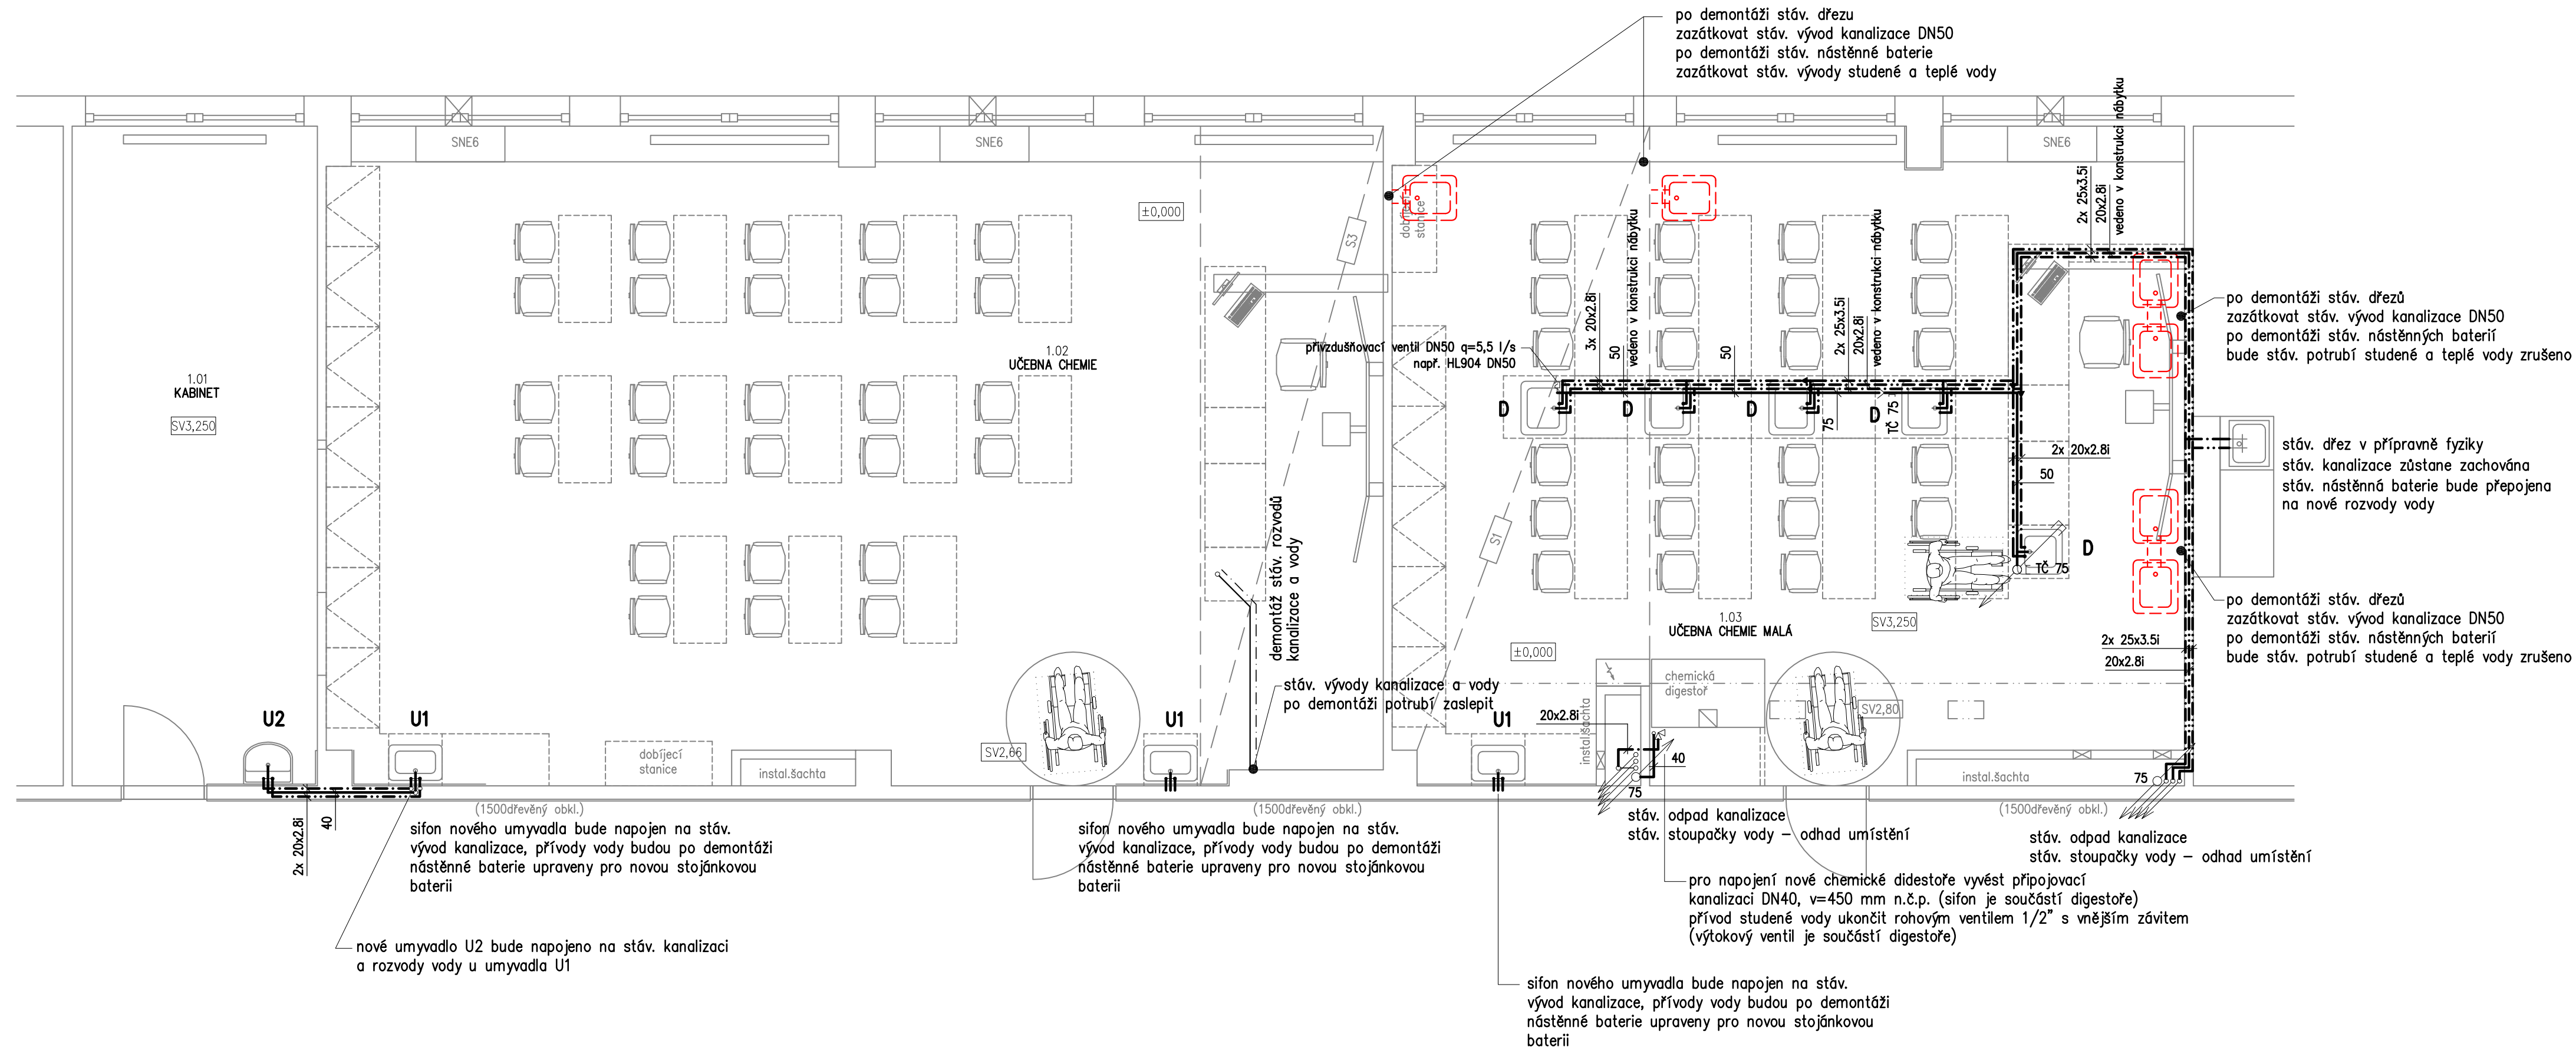 po demontáži stáv. dřezu
zazátkovat stáv. vývod kanalizace DN50
po demontáži stáv. nástěnné baterie
zazátkovat stáv. vývody studené a teplé vody
SNE6
SNE6
SNE6
2x 25x3.5i
20x2.8i
vedeno v konstrukci nábytku
±0,000
S3
dobíjecí
stanice
3x 20x2.8i
50
vedeno v konstrukci nábytku
50
2x 25x3.5i
20x2.8i
vedeno v konstrukci nábytku
po demontáži stáv. dřezů
zazátkovat stáv. vývod kanalizace DN50
po demontáži stáv. nástěnných baterií
bude stáv. potrubí studené a teplé vody zrušeno
přivzdušňovací ventil DN50 q=5,5 l/s
např. HL904 DN50
1.01
KABINET
SV3,250
1.02
UČEBNA CHEMIE
D
D
D
D
75
TČ 75
2x 20x2.8i
50
stáv. dřez v přípravně fyziky
stáv. kanalizace zůstane zachována
stáv. nástěnná baterie bude přepojena
na nové rozvody vody
S1
D
TČ 75
demontáž stáv. rozvodů
kanalizace a vody
1.03
UČEBNA CHEMIE MALÁ
SV3,250
±0,000
po demontáži stáv. dřezů
zazátkovat stáv. vývod kanalizace DN50
po demontáži stáv. nástěnných baterií
bude stáv. potrubí studené a teplé vody zrušeno
2x 25x3.5i
20x2.8i
stáv. vývody kanalizace a vody
po demontáži potrubí zaslepit
chemická
digestoř
SV2,80
U2
U1
U1
U1
20x2.8i
instal.šachta
SV2,66
dobíjecí
stanice
instal.šachta
40
75
instal.šachta
75
(1500dřevěný obkl.)
(1500dřevěný obkl.)
(1500dřevěný obkl.)
2x 20x2.8i
40
sifon nového umyvadla bude napojen na stáv.
vývod kanalizace, přívody vody budou po demontáži
nástěnné baterie upraveny pro novou stojánkovou
baterii
sifon nového umyvadla bude napojen na stáv.
vývod kanalizace, přívody vody budou po demontáži
nástěnné baterie upraveny pro novou stojánkovou
baterii
stáv. odpad kanalizace
stáv. stoupačky vody – odhad umístění
stáv. odpad kanalizace
stáv. stoupačky vody – odhad umístění
pro napojení nové chemické didestoře vyvést připojovací
kanalizaci DN40, v=450 mm n.č.p. (sifon je součástí digestoře)
přívod studené vody ukončit rohovým ventilem 1/2" s vnějším závitem
(výtokový ventil je součástí digestoře)
nové umyvadlo U2 bude napojeno na stáv. kanalizaci
a rozvody vody u umyvadla U1
sifon nového umyvadla bude napojen na stáv.
vývod kanalizace, přívody vody budou po demontáži
nástěnné baterie upraveny pro novou stojánkovou
baterii